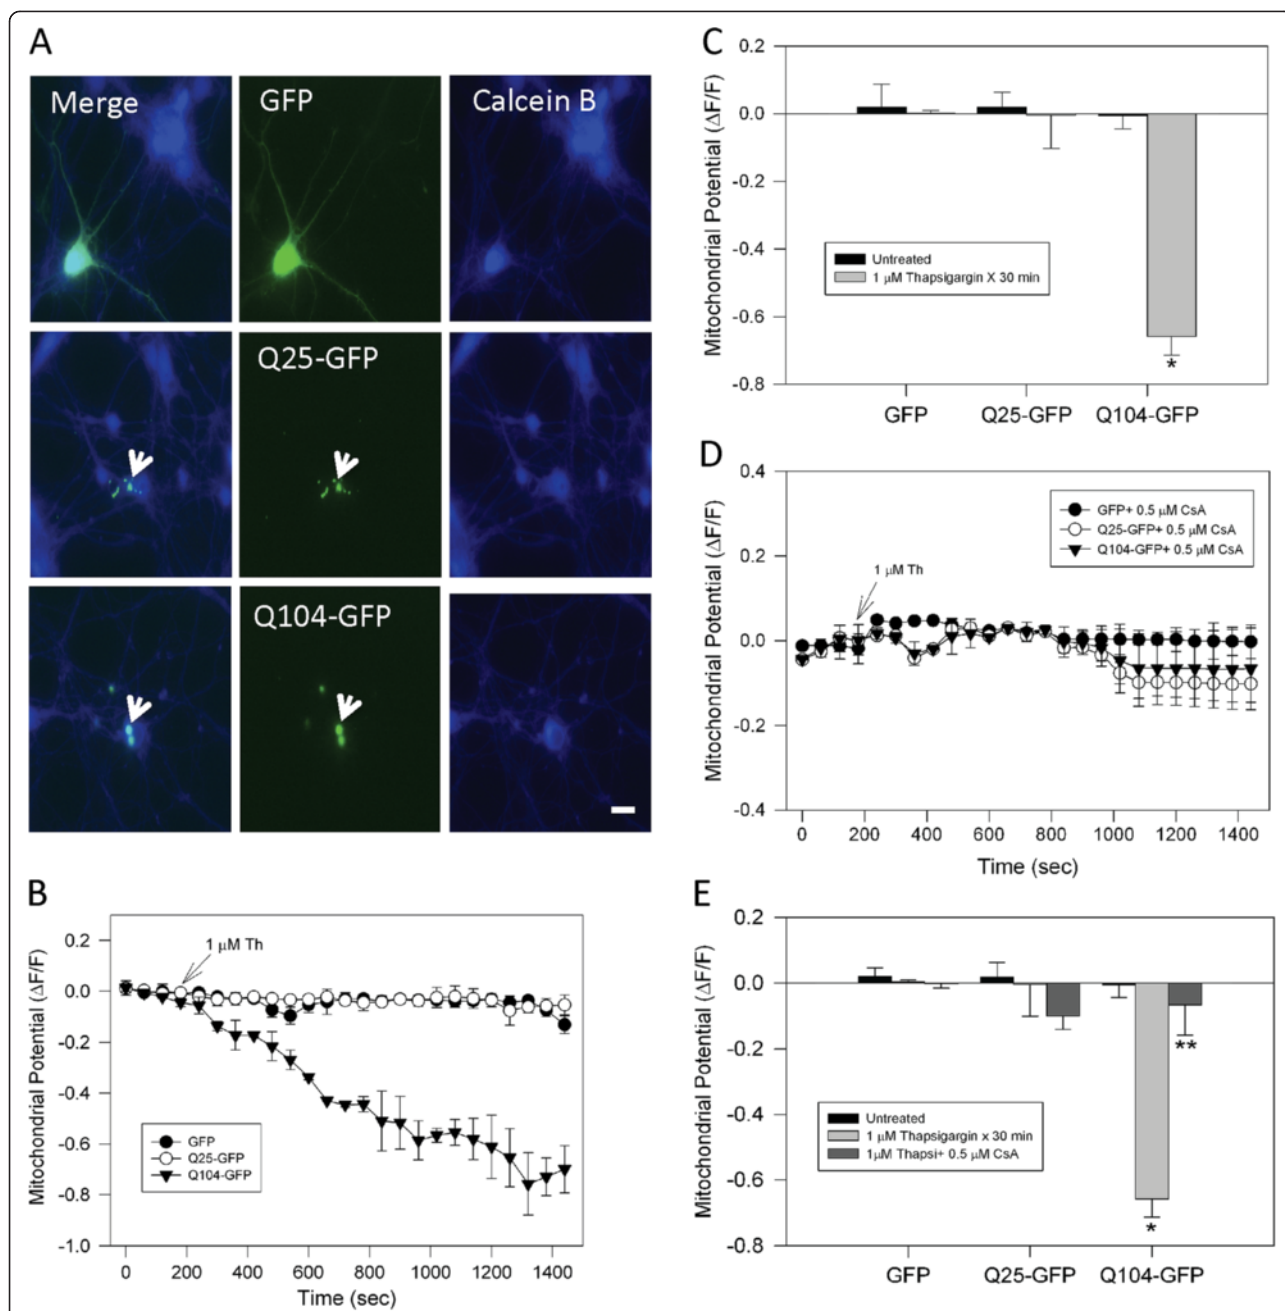 A
Merge
GFP
Calcein B
Q25-GFP
Q104-GFP
B
0.2
0.0
-0.2
-0.4
-0.6
-0.8
-1.0
Mitochondrial Potential (ΔF/F)
1 μM Th
GFP
Q25-GFP
Q104-GFP
0 200 400 600 800 1000 1200 1400
Time (sec)
C
0.2
0.0
-0.2
-0.4
-0.6
-0.8
Mitochondrial Potential (ΔF/F)
Untreated
1 μM Thapsigargin X 30 min
*
GFP Q25-GFP Q104-GFP
D
0.4
0.2
0.0
-0.2
-0.4
Mitochondrial Potential (ΔF/F)
1 μM Th
GFP+ 0.5 μM CsA
Q25-GFP+ 0.5 μM CsA
Q104-GFP+ 0.5 μM CsA
0 200 400 600 800 1000 1200 1400
Time (sec)
E
0.2
0.0
-0.2
-0.4
-0.6
-0.8
Mitochondrial Potential (ΔF/F)
Untreated
1 μM Thapsigargin x 30 min
1μM Thapsi+ 0.5 μM CsA
**
*
GFP Q25-GFP Q104-GFP